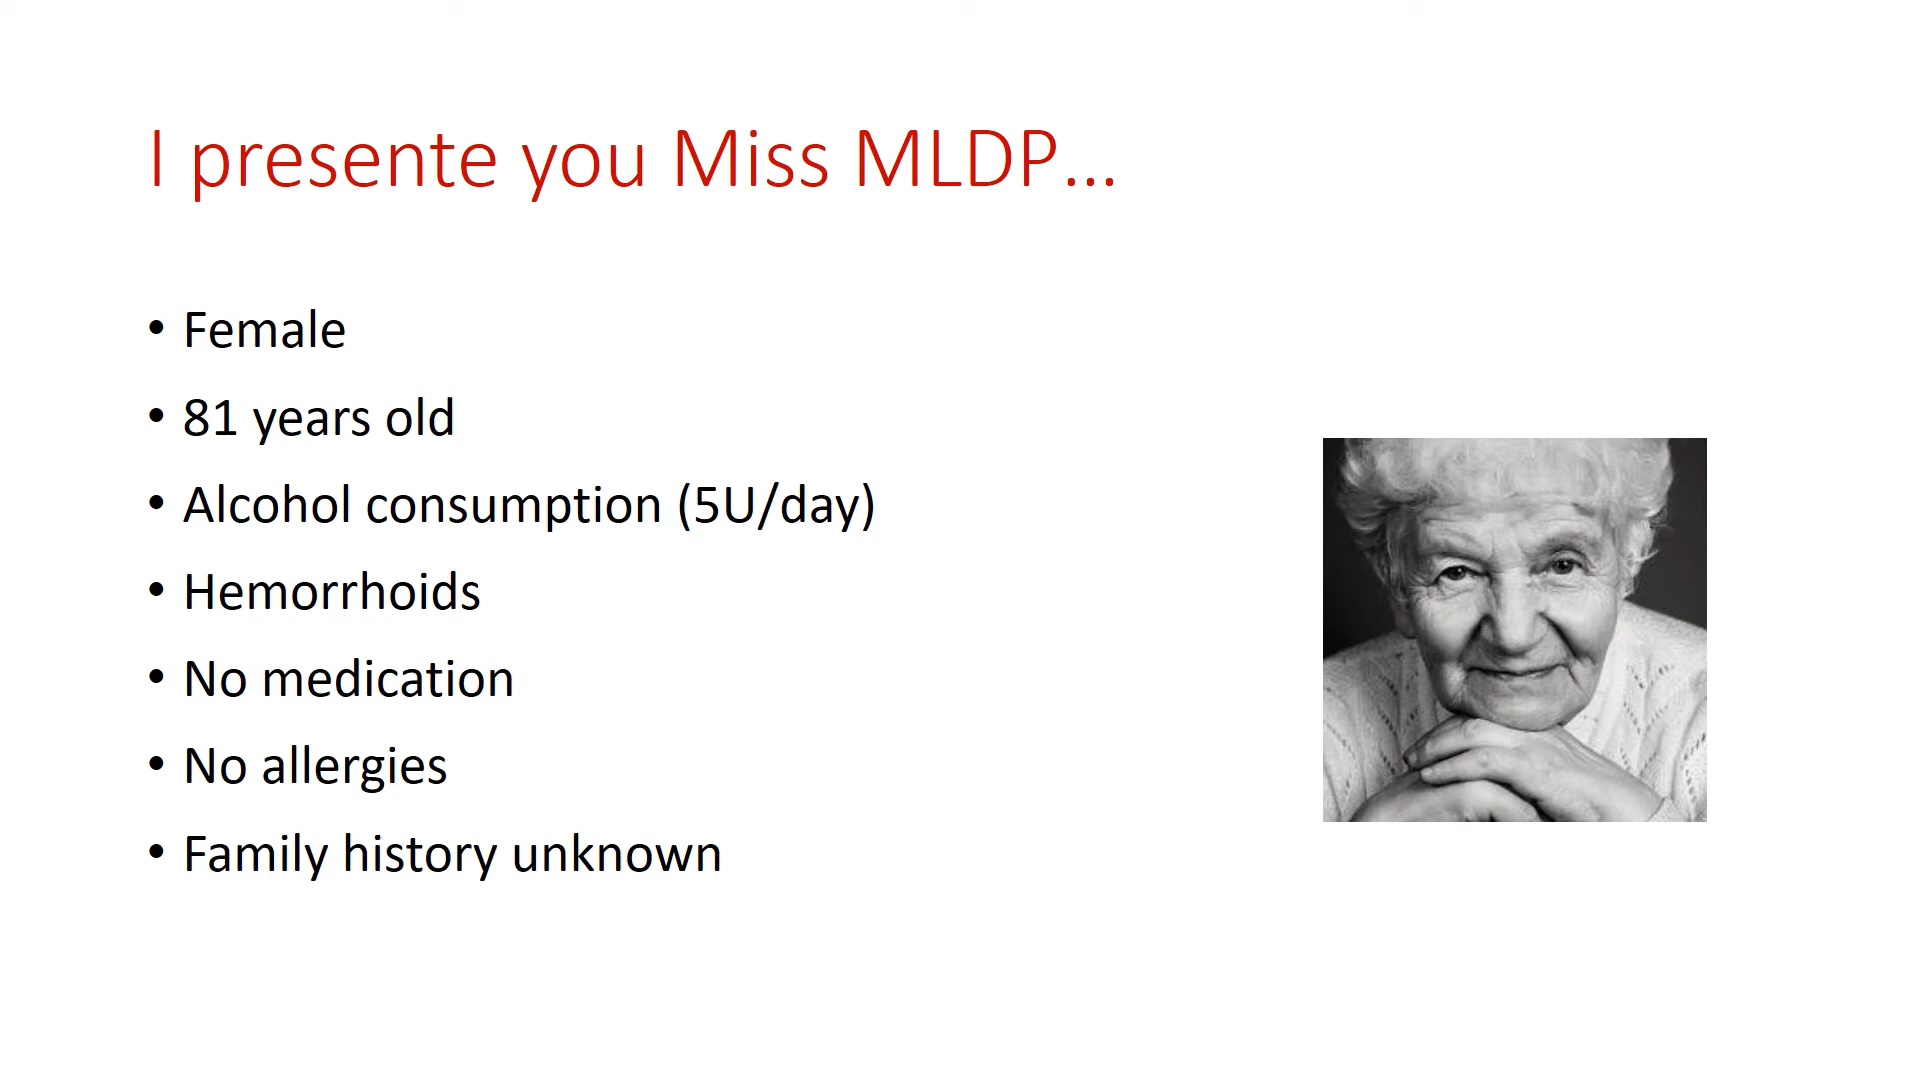 I presente you Miss MLDP...
• Female
• 81 years old
• Alcohol consumption (5U/day)
• Hemorrhoids
• No medication
• No allergies
• Family history unknown